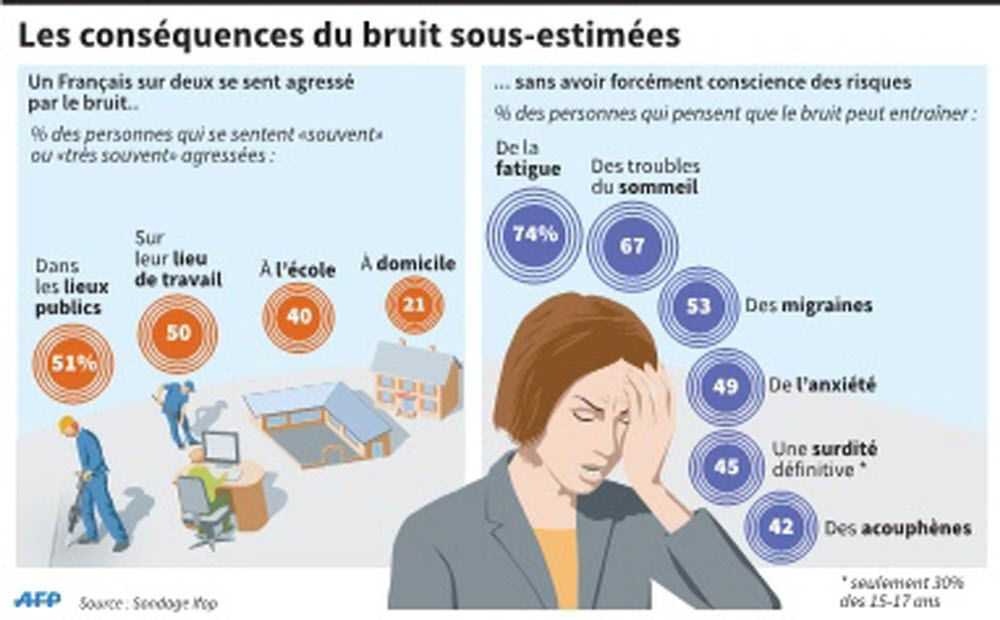 Les conséquences du bruit sous-estimées
Un Français sur deux se sent agressé
par le bruit..
% des personnes qui se sentent «souvent»
ou «très souvent» agressées :
Dans
les lieux
publics
51%
Sur
leur lieu
de travail
50
À l'école
40
À domicile
21
... sans avoir forcément conscience des risques
% des personnes qui pensent que le bruit peut entraîner :
De la
fatigue
74%
Des troubles
du sommeil
67
53
Des migraines
49
De l'anxiété
45
Une surdité
définitive *
42
Des acouphènes
* seulement 30%
des 15-17 ans
AFP
Source : Sondage Ifop